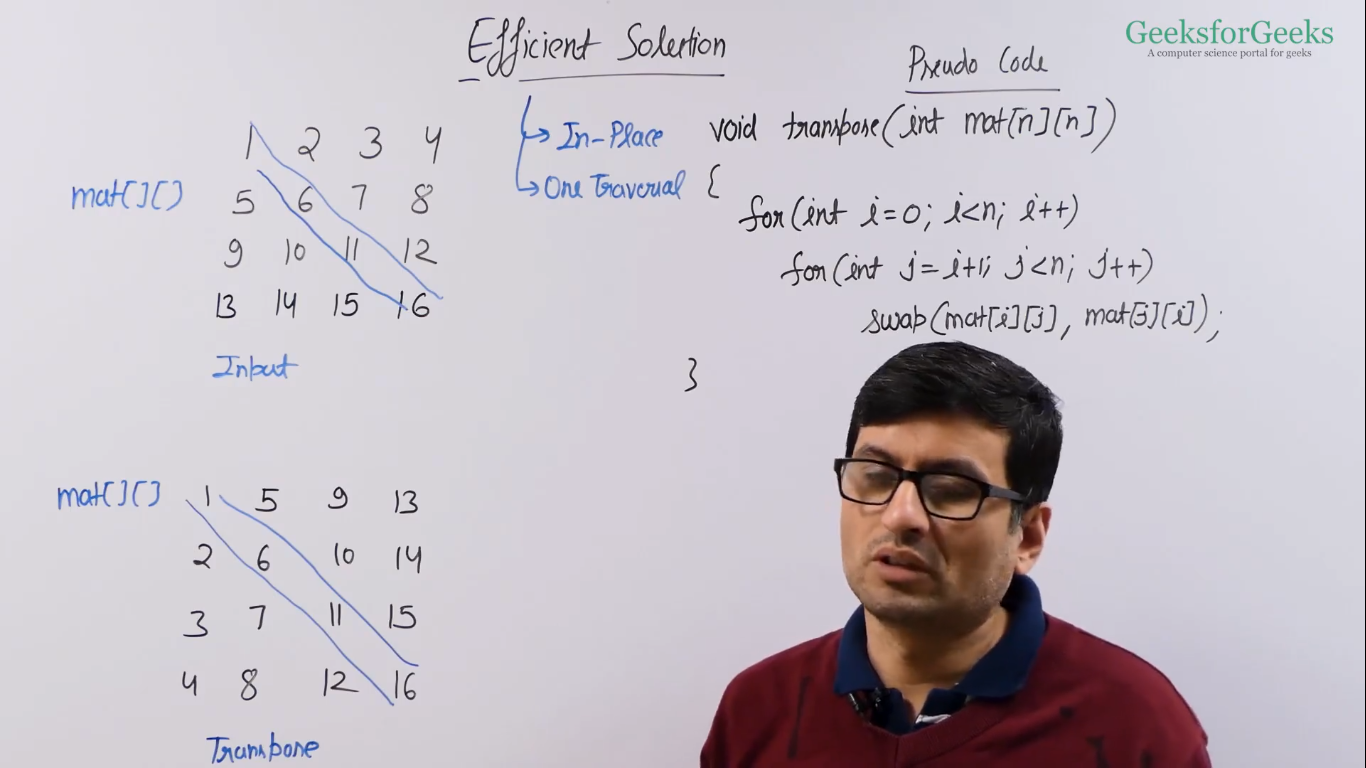 GeeksforGeeks
A computer science portal for geeks
Efficient Solution
In-Place
One Traversal
mat[][]
1 2 3 4
5 6 7 8
9 10 11 12
13 14 15 16
Input
mat[][]
1 5 9 13
2 6 10 14
3 7 11 15
4 8 12 16
Transpose
Pseudo Code
void transpose(int mat[n][n])
{
for(int i=0; i<n; i++)
for(int j=i+1; j<n; j++)
swap(mat[i][j], mat[j][i]);
}